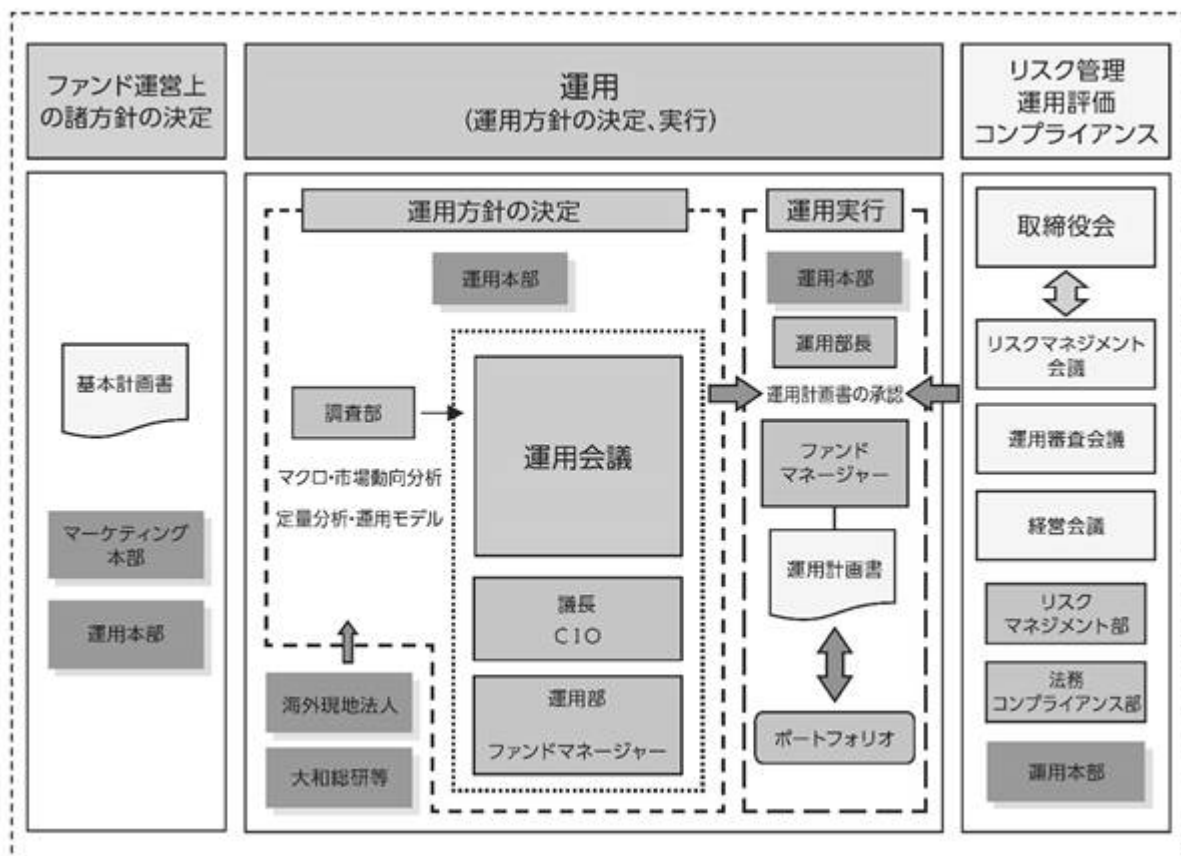 ファンド運営上
の諸方針の決定
運用
(運用方針の決定、実行)
リスク管理
運用評価
コンプライアンス
基本計画書
マーケティング
本部
運用本部
運用方針の決定
運用本部
調査部
マクロ・市場動向分析
定量分析・運用モデル
運用会議
議長
CIO
運用部
ファンドマネージャー
海外現地法人
大和総研等
運用実行
運用本部
運用部長
運用計画書の承認
ファンド
マネージャー
運用計画書
ポートフォリオ
取締役会
リスクマネジメント
会議
運用審査会議
経営会議
リスク
マネジメント部
法務
コンプライアンス部
運用本部